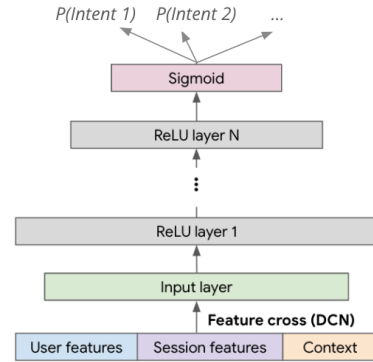 P(Intent 1) P(Intent 2) ...
Sigmoid
ReLU layer N
ReLU layer 1
Input layer
Feature cross (DCN)
User features Session features Context